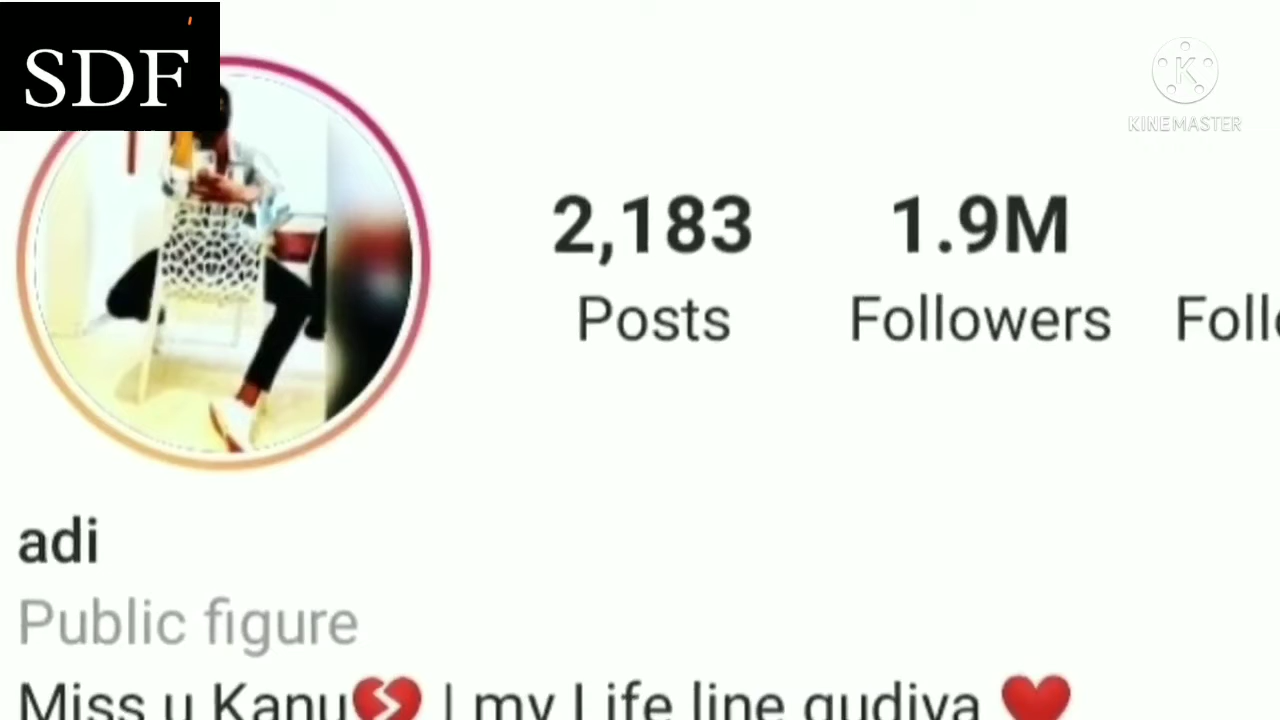 SDF
KINEMASTER
2,183 1.9M
Posts Followers
adi
Public figure
Miss u Kanu💔 | my Life line gudiya ❤️